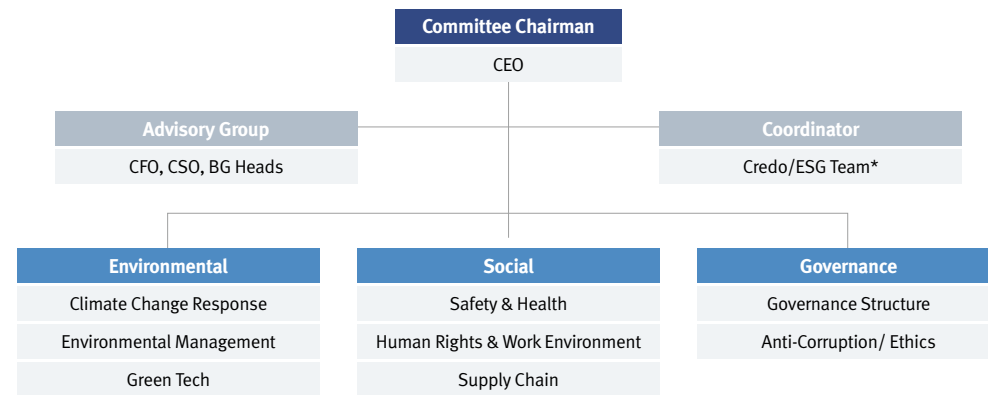 Committee Chairman
CEO
Advisory Group
CFO, CSO, BG Heads
Coordinator
Credo/ESG Team*
Environmental
Climate Change Response
Environmental Management
Green Tech
Social
Safety & Health
Human Rights & Work Environment
Supply Chain
Governance
Governance Structure
Anti-Corruption/ Ethics